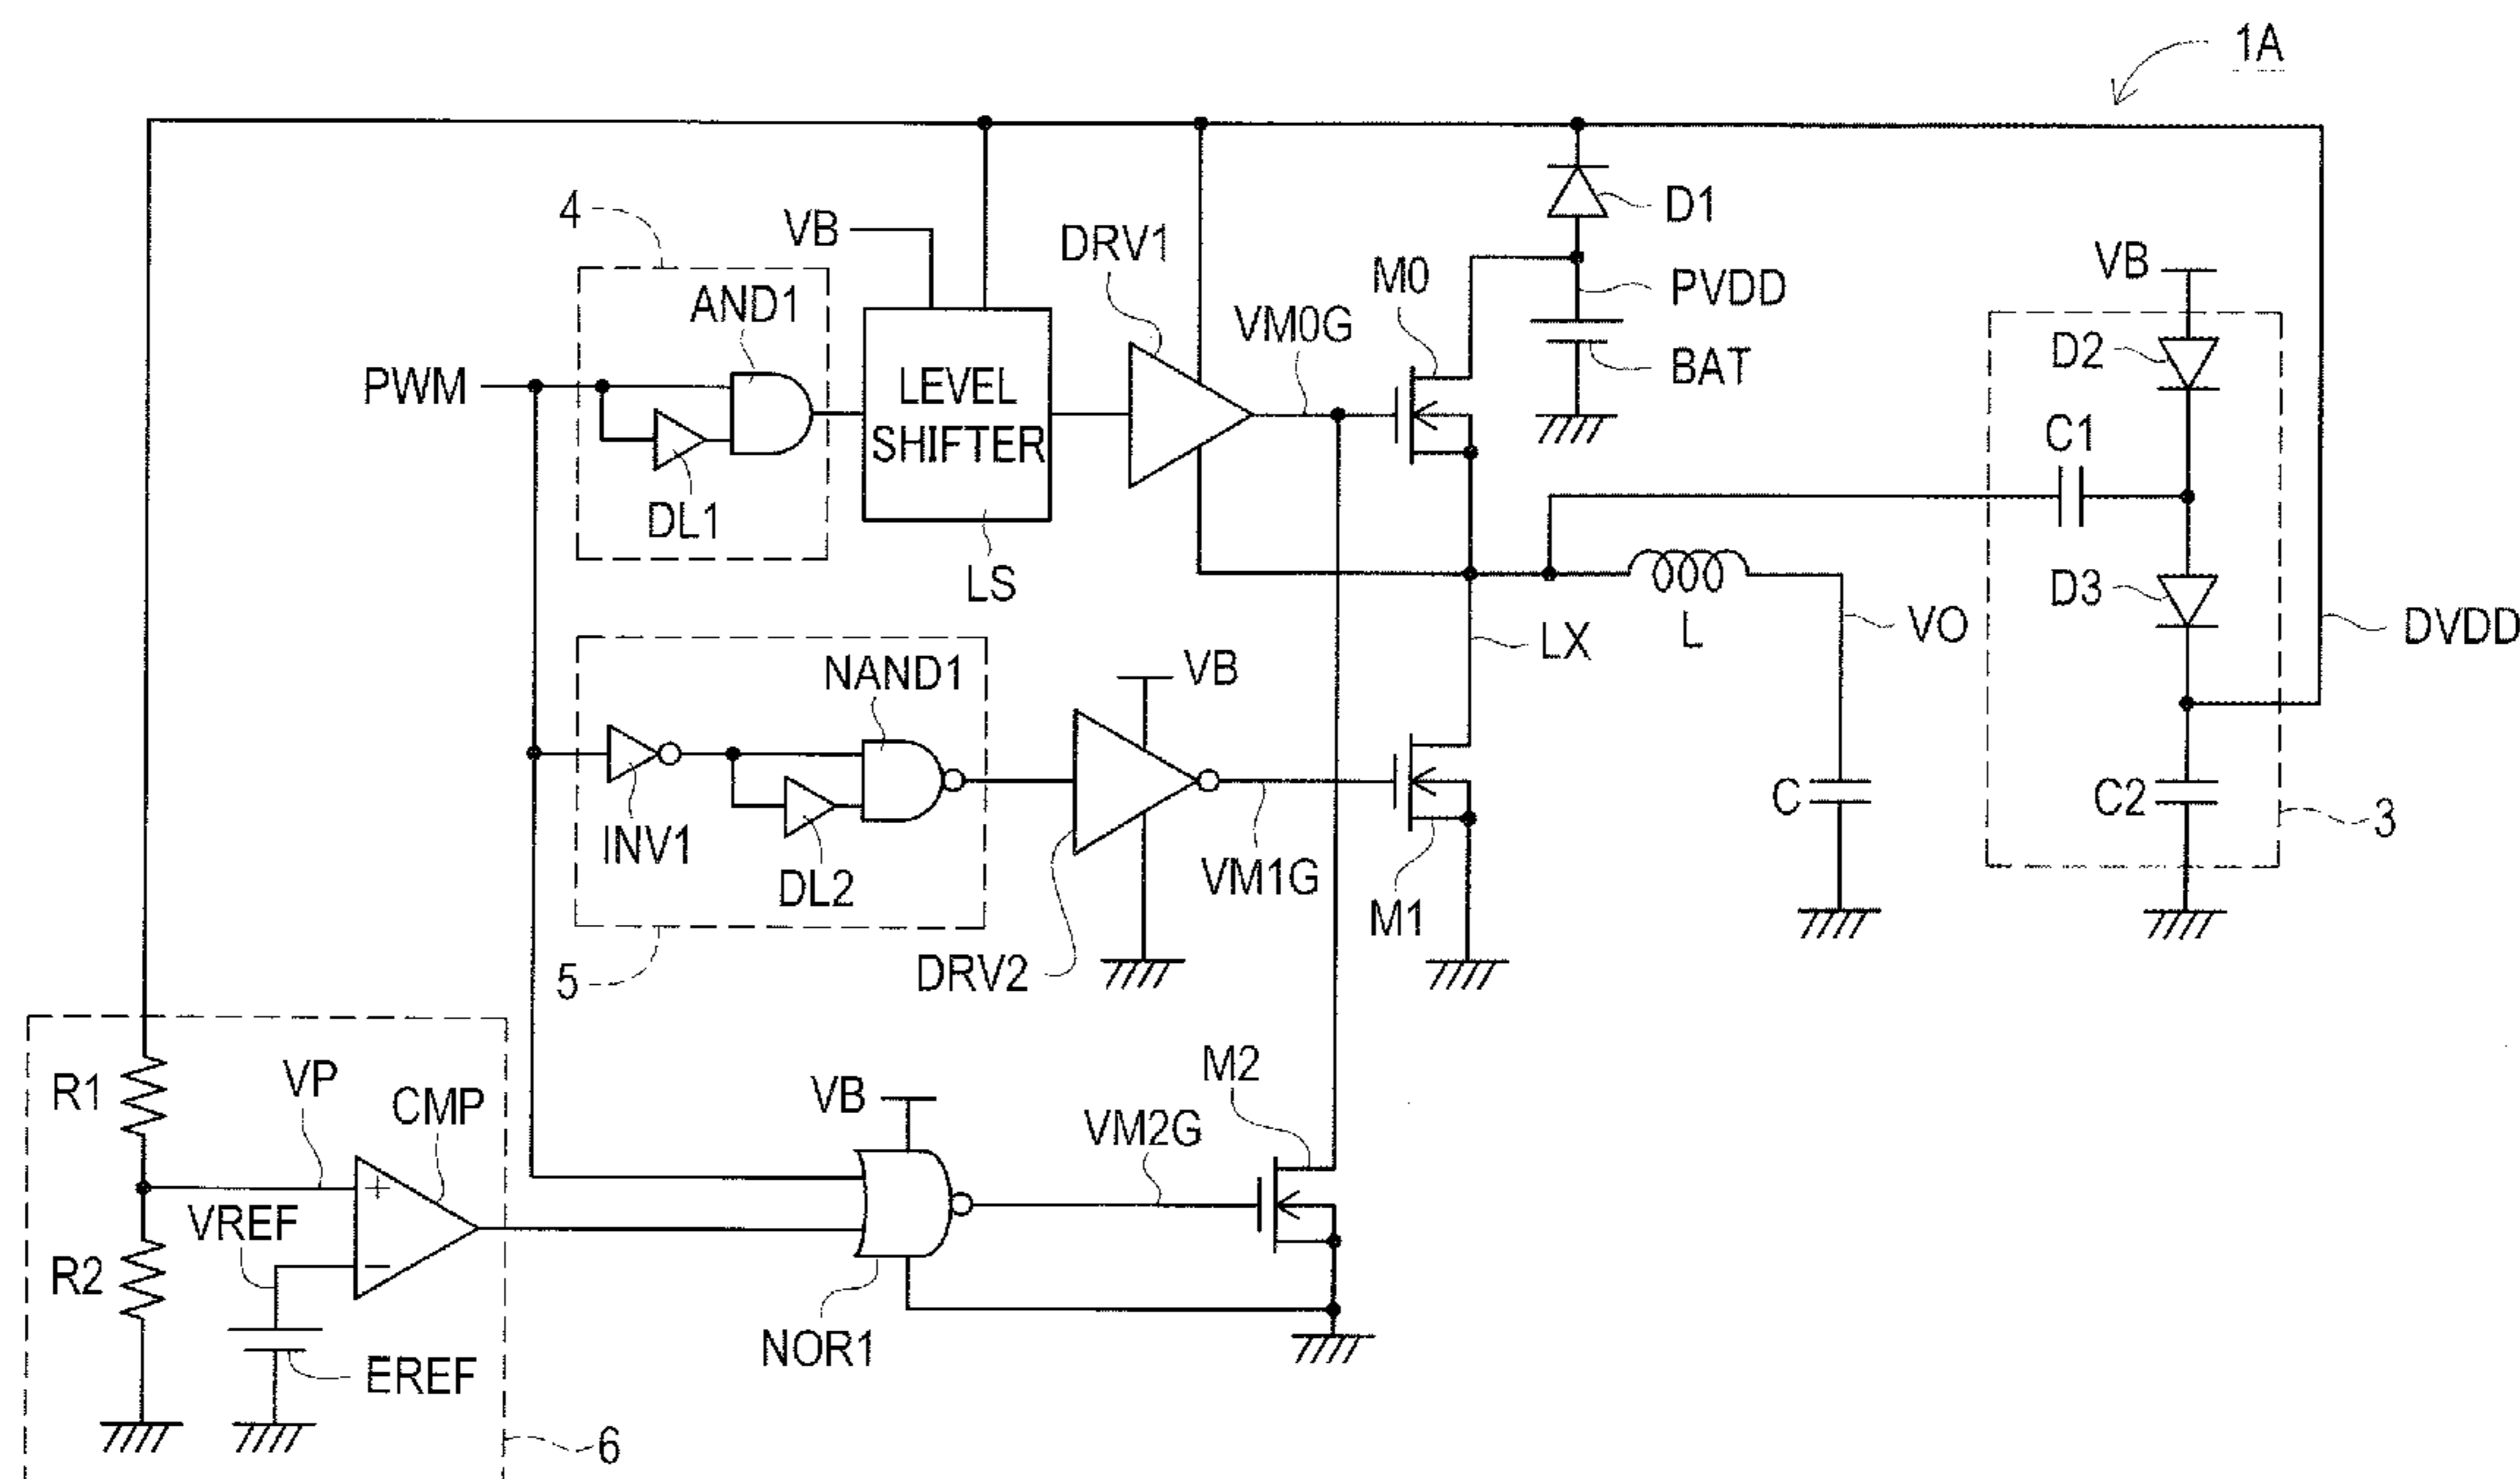 1A
4
VB
DRV1
M0
D1
AND1
VM0G
PVDD
VB
PWM
LEVEL
SHIFTER
BAT
D2
C1
DL1
LS
D3
LX
L
VO
DVDD
NAND1
VB
INV1
DL2
VM1G
M1
C
C2
3
5
DRV2
R1
VP
CMP
VB
M2
VM2G
VREF
+
−
R2
EREF
NOR1
6